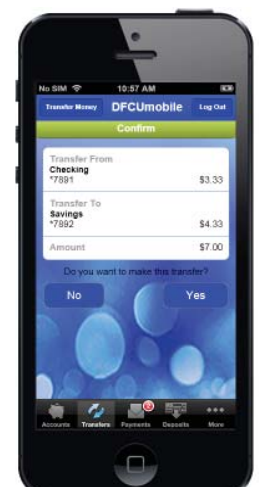 No SIM 10:57 AM
Transfer Money DFCUmobile Log Out
Confirm
Transfer From
Checking
*7891 $3.33
Transfer To
Savings
*7892 $4.33
Amount $7.00
Do you want to make this transfer?
No Yes
2
Accounts Transfers Payments Deposits More